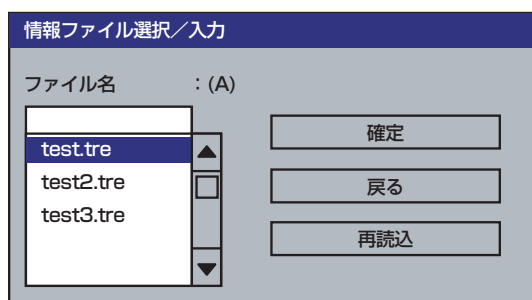 情報ファイル選択／入力
ファイル名 : (A)
確定
test.tre
test2.tre
戻る
test3.tre
再読込